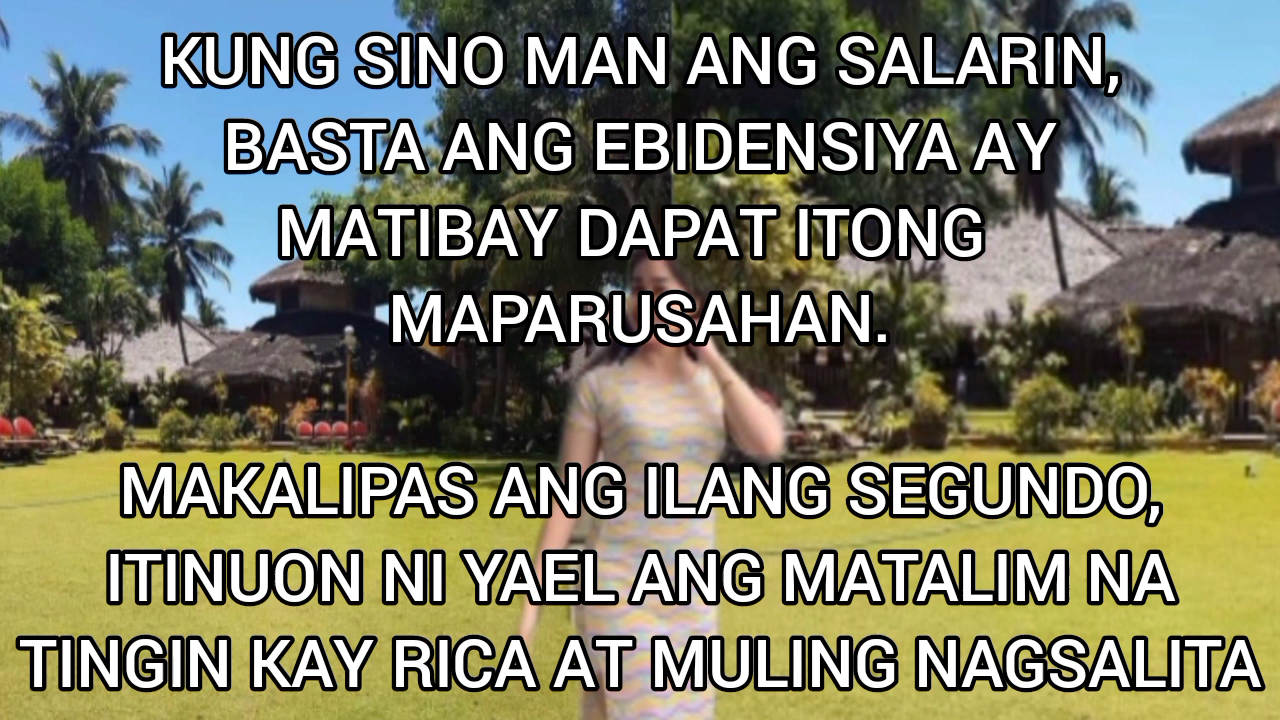 KUNG SINO MAN ANG SALARIN,
BASTA ANG EBIDENSIYA AY
MATIBAY DAPAT ITONG
MAPARUSAHAN.
MAKALIPAS ANG ILANG SEGUNDO,
ITINUON NI YAEL ANG MATALIM NA
TINGIN KAY RICA AT MULING NAGSALITA